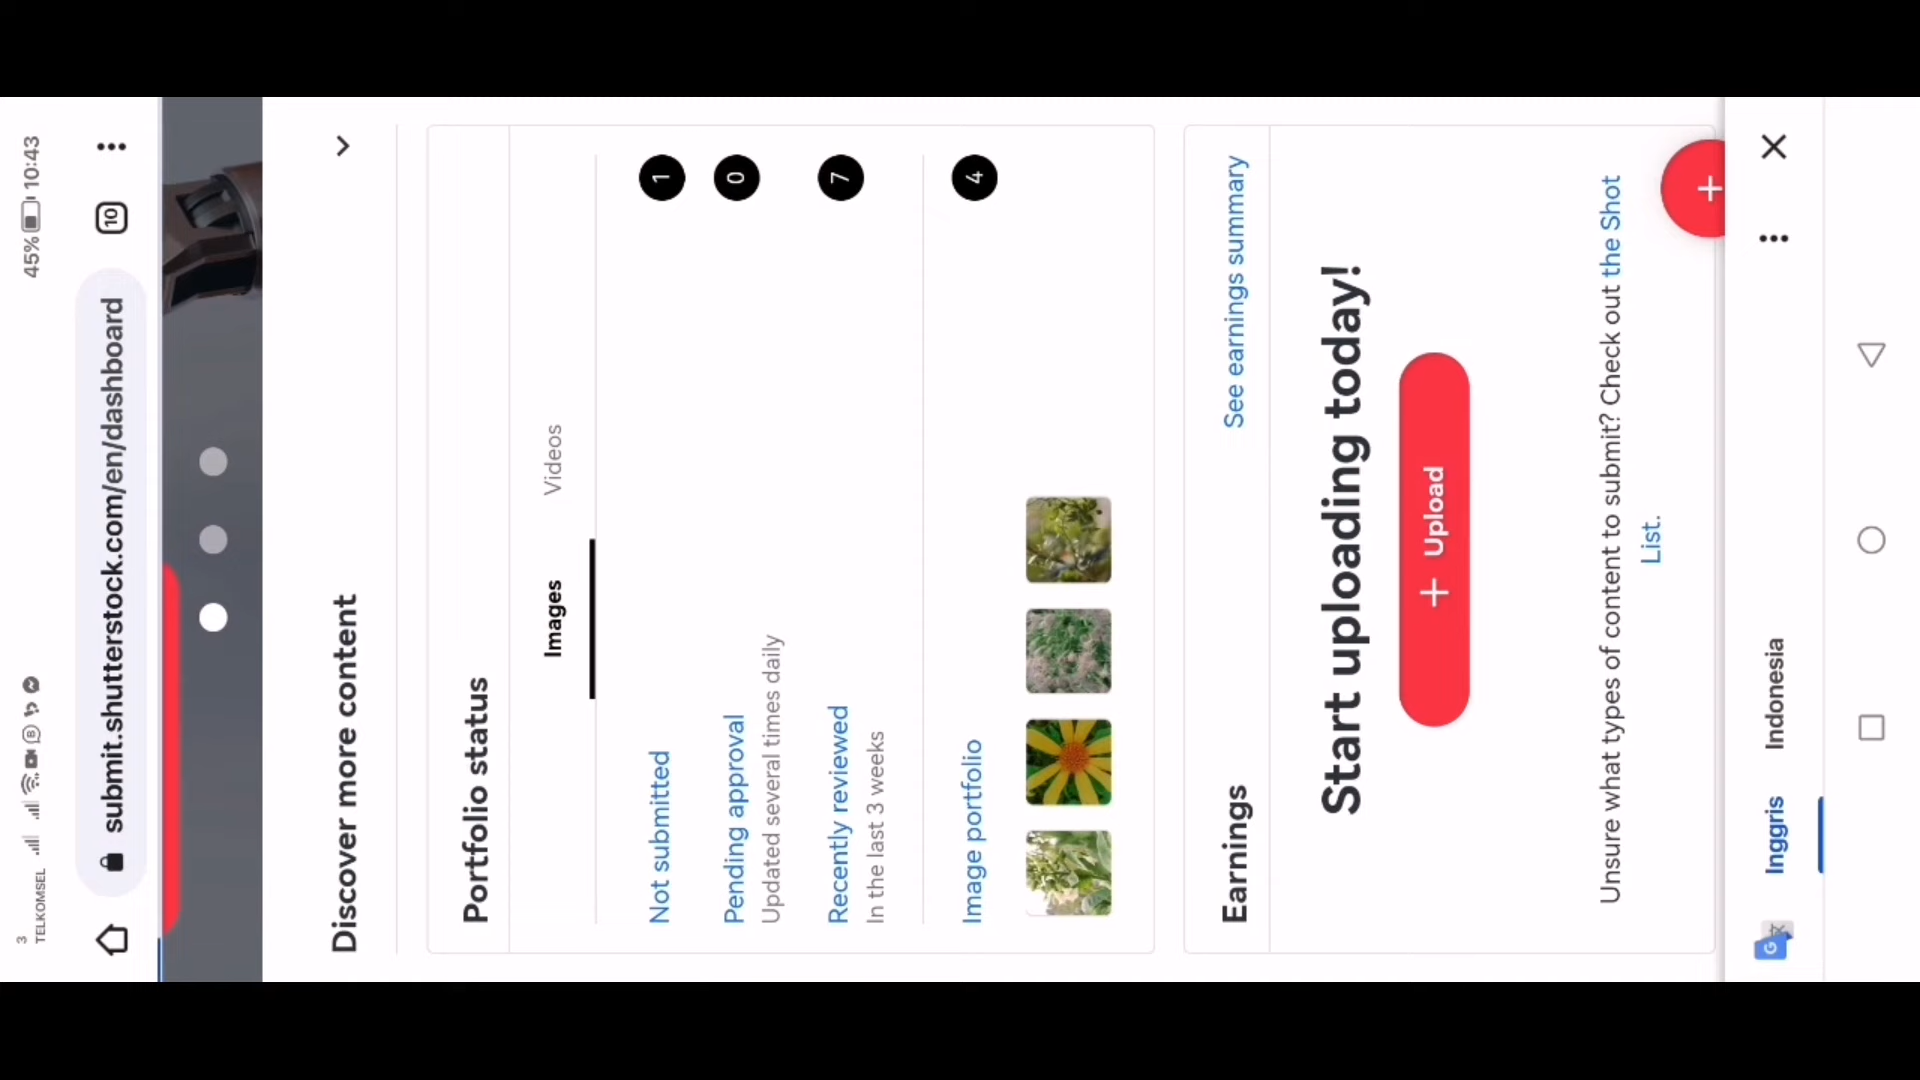 3
TELKOMSEL
45%
10:43
submit.shutterstock.com/en/dashboard
10
Discover more content
Portfolio status
Images
Videos
Not submitted
1
Pending approval
0
Updated several times daily
Recently reviewed
7
In the last 3 weeks
Image portfolio
4
Earnings
See earnings summary
Start uploading today!
+ Upload
Unsure what types of content to submit? Check out the Shot
List.
+
G
Inggris
Indonesia